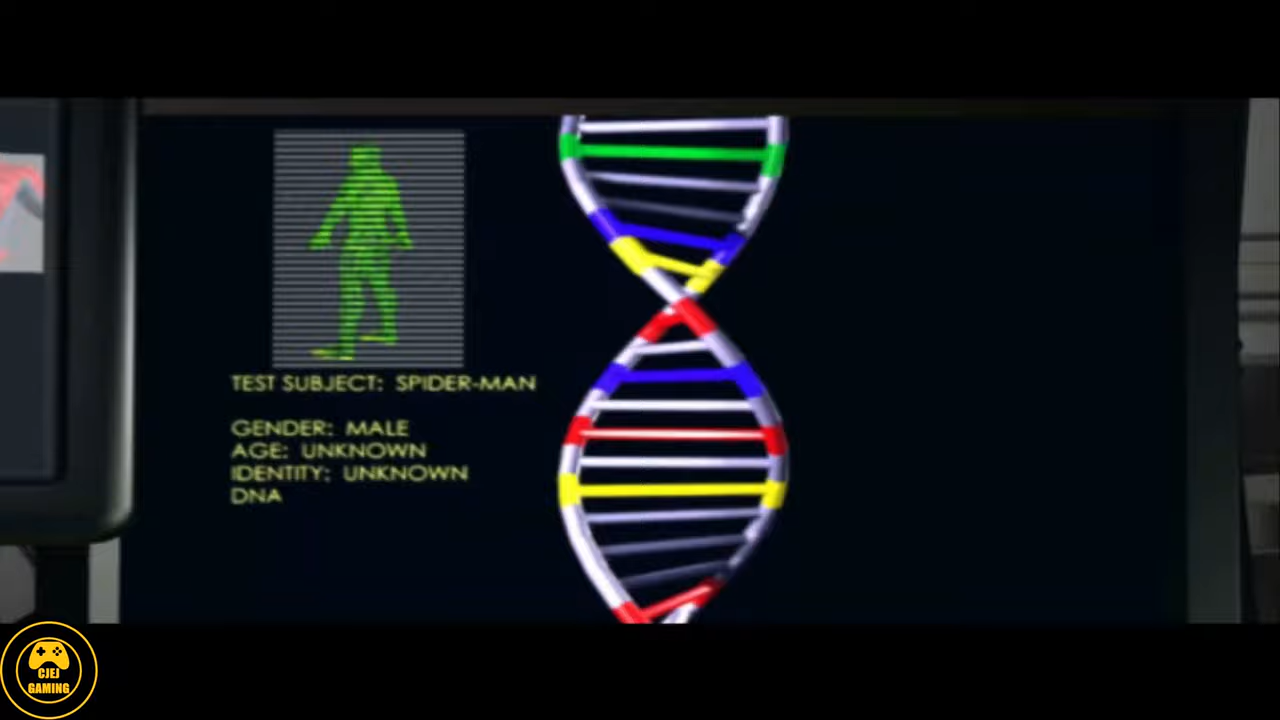 TEST SUBJECT: SPIDER-MAN
GENDER: MALE
AGE: UNKNOWN
IDENTITY: UNKNOWN
DNA
CJEJ
GAMING